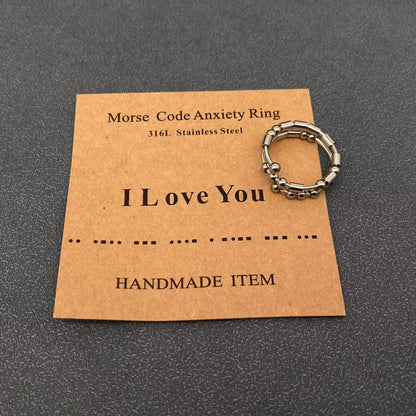 Morse Code Anxiety Ring
316L Stainless Steel
I Love You
HANDMADE ITEM